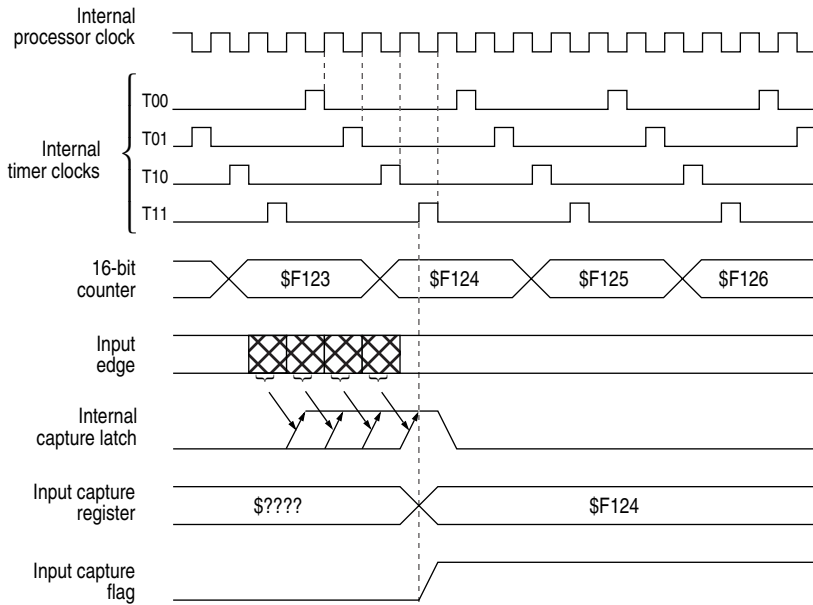 Internal
processor clock
T00
T01
Internal
timer clocks
T10
T11
16-bit
counter
$F123
$F124
$F125
$F126
Input
edge
Internal
capture latch
Input capture
register
$????
$F124
Input capture
flag